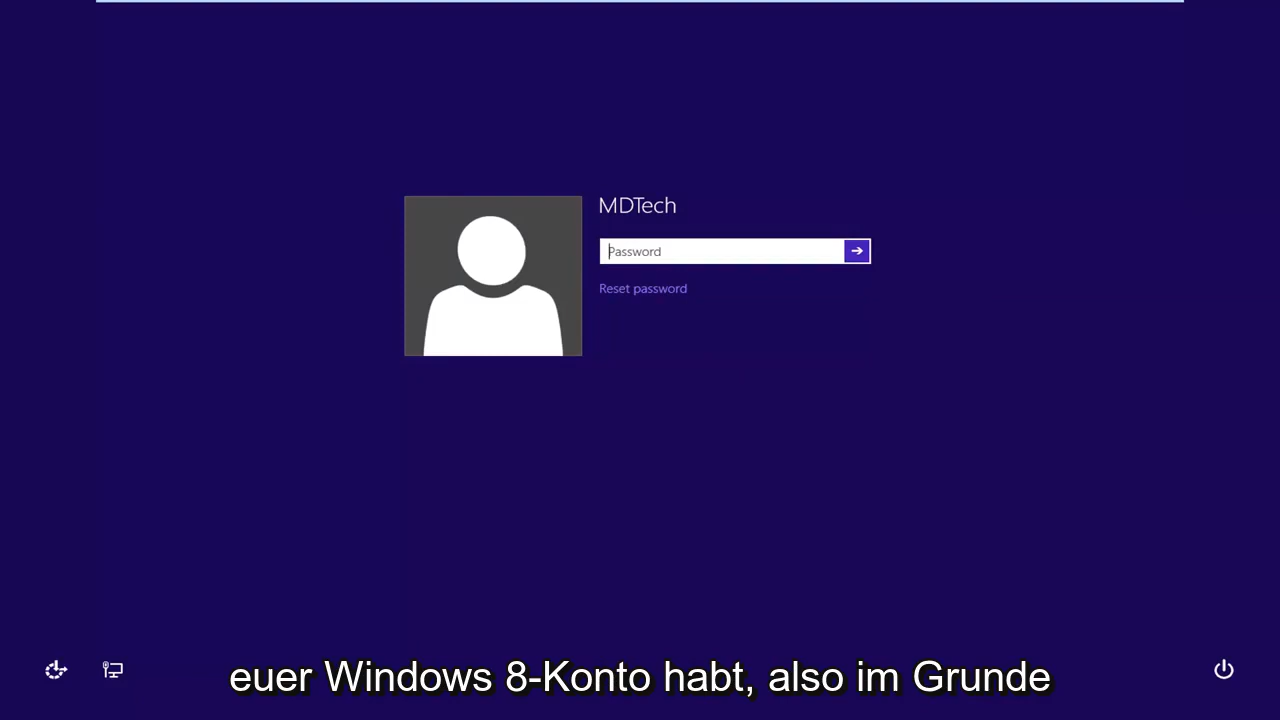 MDTech
Password
Reset password
euer Windows 8-Konto habt, also im Grunde